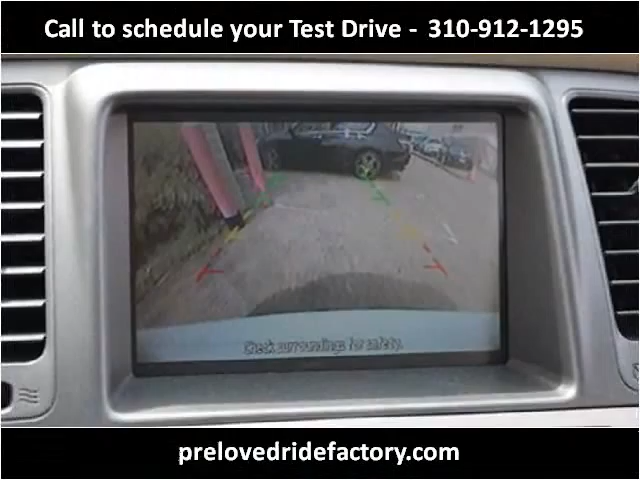 Call to schedule your Test Drive - 310-912-1295
Check surroundings for safety.
prelovedridefactory.com